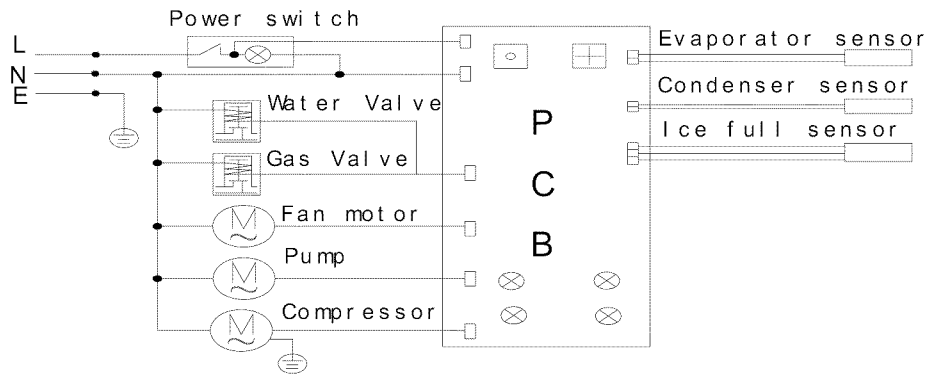 Power switch
L
Evaporator sensor
N
Condenser sensor
E
Water Valve
P
Ice full sensor
Gas Valve
C
Fan motor
B
Pump
Compressor